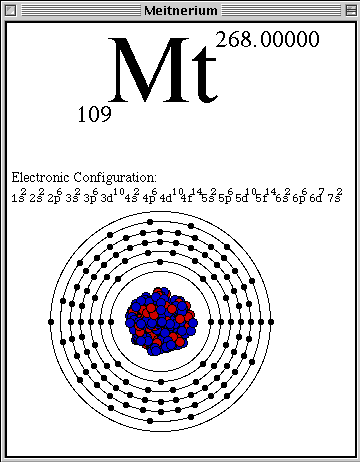 Meitnerium
Mt
268.00000
109
Electronic Configuration:
1s² 2s² 2p⁶ 3s² 3p⁶ 3d¹⁰ 4s² 4p⁶ 4d¹⁰ 4f¹⁴ 5s² 5p⁶ 5d¹⁰ 5f¹⁴ 6s² 6p⁶ 6d⁷ 7s²